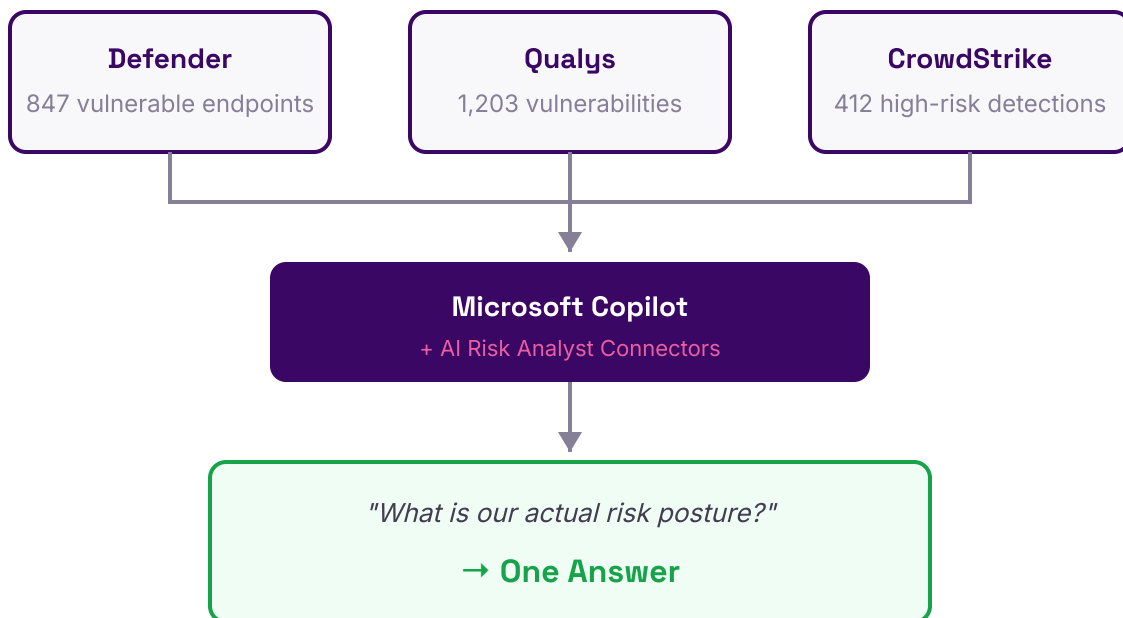 Defender
847 vulnerable endpoints
Qualys
1,203 vulnerabilities
CrowdStrike
412 high-risk detections
Microsoft Copilot
+ AI Risk Analyst Connectors
"What is our actual risk posture?"
→ One Answer